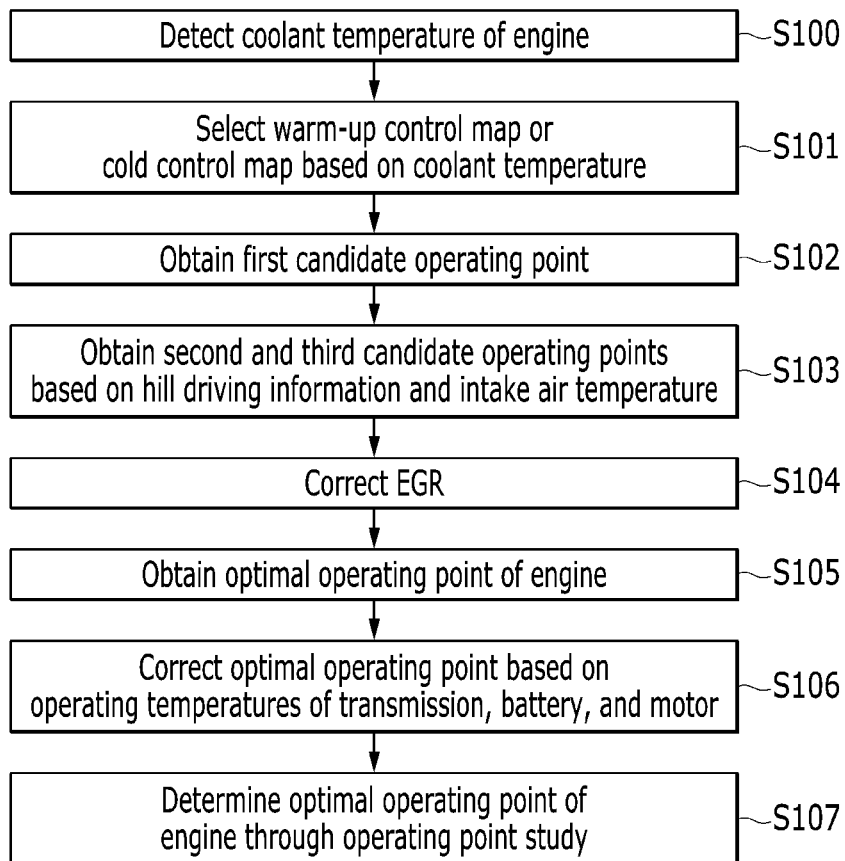 Detect coolant temperature of engine
S100
Select warm-up control map or
cold control map based on coolant temperature
S101
Obtain first candidate operating point
S102
Obtain second and third candidate operating points
based on hill driving information and intake air temperature
S103
Correct EGR
S104
Obtain optimal operating point of engine
S105
Correct optimal operating point based on
operating temperatures of transmission, battery, and motor
S106
Determine optimal operating point of
engine through operating point study
S107